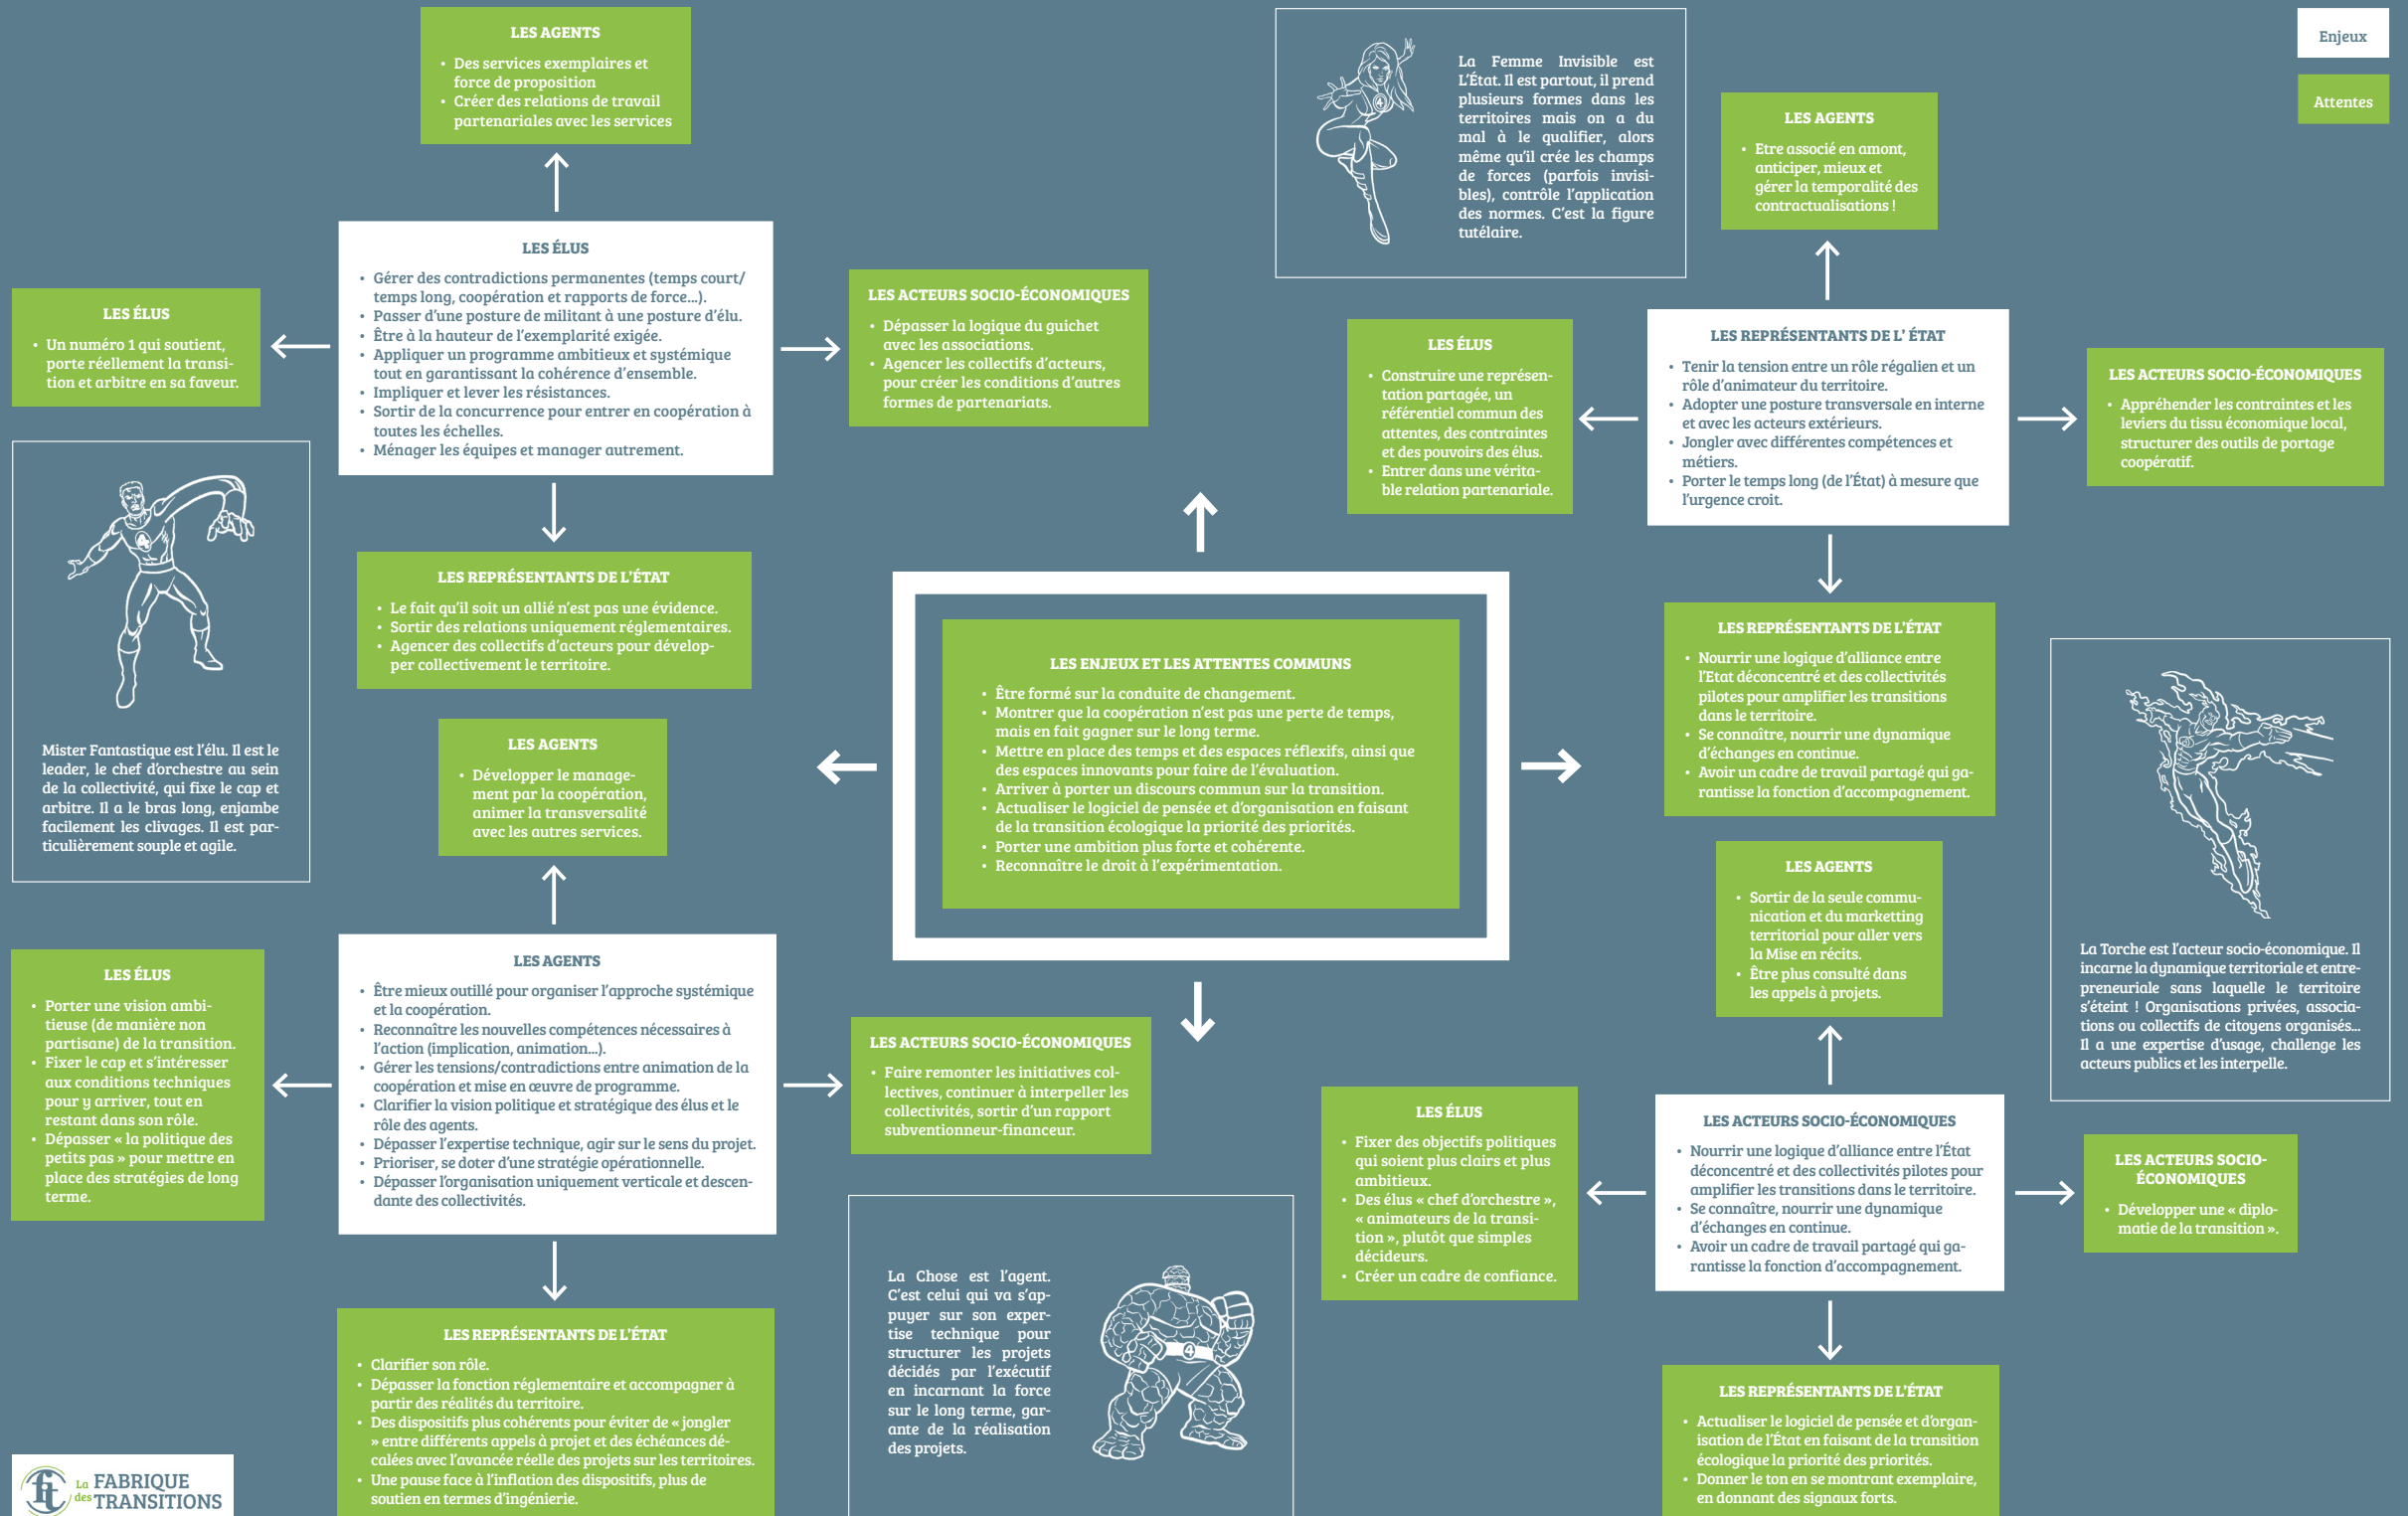 LES AGENTS
• Des services exemplaires et
force de proposition
• Créer des relations de travail
partenariales avec les services
LES ÉLUS
• Gérer des contradictions permanentes (temps court/
temps long, coopération et rapports de force...).
• Passer d'une posture de militant à une posture d'élu.
• Être à la hauteur de l'exemplarité exigée.
• Appliquer un programme ambitieux et systémique
tout en garantissant la cohérence d'ensemble.
• Impliquer et lever les résistances.
• Sortir de la concurrence pour entrer en coopération à
toutes les échelles.
• Ménager les équipes et manager autrement.
LES ÉLUS
• Un numéro 1 qui soutient,
porte réellement la transi-
tion et arbitre en sa faveur.
LES ACTEURS SOCIO-ÉCONOMIQUES
• Dépasser la logique du guichet
avec les associations.
• Agencer les collectifs d'acteurs,
pour créer les conditions d'autres
formes de partenariats.
LES REPRÉSENTANTS DE L'ÉTAT
• Le fait qu'il soit un allié n'est pas une évidence.
• Sortir des relations uniquement réglementaires.
• Agencer des collectifs d'acteurs pour dévelop-
per collectivement le territoire.
4
Mister Fantastique est l'élu. Il est le
leader, le chef d'orchestre au sein
de la collectivité, qui fixe le cap et
arbitre. Il a le bras long, enjambe
facilement les clivages. Il est par-
ticulièrement souple et agile.
4
La Femme Invisible est
L'État. Il est partout, il prend
plusieurs formes dans les
territoires mais on a du
mal à le qualifier, alors
même qu'il crée les champs
de forces (parfois invisi-
bles), contrôle l'application
des normes. C'est la figure
tutélaire.
Enjeux
Attentes
LES AGENTS
• Etre associé en amont,
anticiper, mieux et
gérer la temporalité des
contractualisations !
LES REPRÉSENTANTS DE L' ÉTAT
• Tenir la tension entre un rôle régalien et un
rôle d'animateur du territoire.
• Adopter une posture transversale en interne
et avec les acteurs extérieurs.
• Jongler avec différentes compétences et
métiers.
• Porter le temps long (de l'État) à mesure que
l'urgence croit.
LES ÉLUS
• Construire une représen-
tation partagée, un
référentiel commun des
attentes, des contraintes
et des pouvoirs des élus.
• Entrer dans une vérita-
ble relation partenariale.
LES ACTEURS SOCIO-ÉCONOMIQUES
• Appréhender les contraintes et les
leviers du tissu économique local,
structurer des outils de portage
coopératif.
LES REPRÉSENTANTS DE L'ÉTAT
• Nourrir une logique d'alliance entre
l'Etat déconcentré et des collectivités
pilotes pour amplifier les transitions
dans le territoire.
• Se connaître, nourrir une dynamique
d'échanges en continue.
• Avoir un cadre de travail partagé qui ga-
rantisse la fonction d'accompagnement.
LES ENJEUX ET LES ATTENTES COMMUNS
• Être formé sur la conduite de changement.
• Montrer que la coopération n'est pas une perte de temps,
mais en fait gagner sur le long terme.
• Mettre en place des temps et des espaces réflexifs, ainsi que
des espaces innovants pour faire de l'évaluation.
• Arriver à porter un discours commun sur la transition.
• Actualiser le logiciel de pensée et d'organisation en faisant
de la transition écologique la priorité des priorités.
• Porter une ambition plus forte et cohérente.
• Reconnaître le droit à l'expérimentation.
LES AGENTS
• Développer le manage-
ment par la coopération,
animer la transversalité
avec les autres services.
LES AGENTS
• Être mieux outillé pour organiser l'approche systémique
et la coopération.
• Reconnaître les nouvelles compétences nécessaires à
l'action (implication, animation...).
• Gérer les tensions/contradictions entre animation de la
coopération et mise en œuvre de programme.
• Clarifier la vision politique et stratégique des élus et le
rôle des agents.
• Dépasser l'expertise technique, agir sur le sens du projet.
• Prioriser, se doter d'une stratégie opérationnelle.
• Dépasser l'organisation uniquement verticale et descen-
dante des collectivités.
LES ÉLUS
• Porter une vision ambi-
tieuse (de manière non
partisane) de la transition.
• Fixer le cap et s'intéresser
aux conditions techniques
pour y arriver, tout en
restant dans son rôle.
• Dépasser « la politique des
petits pas » pour mettre en
place des stratégies de long
terme.
LES ACTEURS SOCIO-ÉCONOMIQUES
• Faire remonter les initiatives col-
lectives, continuer à interpeller les
collectivités, sortir d'un rapport
subventionneur-financeur.
LES REPRÉSENTANTS DE L'ÉTAT
• Clarifier son rôle.
• Dépasser la fonction réglementaire et accompagner à
partir des réalités du territoire.
• Des dispositifs plus cohérents pour éviter de « jongler
» entre différents appels à projet et des échéances dé-
calées avec l'avancée réelle des projets sur les territoires.
• Une pause face à l'inflation des dispositifs, plus de
soutien en termes d'ingénierie.
La Chose est l'agent.
C'est celui qui va s'ap-
puyer sur son exper-
tise technique pour
structurer les projets
décidés par l'exécutif
en incarnant la force
sur le long terme, gar-
ante de la réalisation
des projets.
4
LES AGENTS
• Sortir de la seule commu-
nication et du marketting
territorial pour aller vers
la Mise en récits.
• Être plus consulté dans
les appels à projets.
La Torche est l'acteur socio-économique. Il
incarne la dynamique territoriale et entre-
preneuriale sans laquelle le territoire
s'éteint ! Organisations privées, associa-
tions ou collectifs de citoyens organisés...
Il a une expertise d'usage, challenge les
acteurs publics et les interpelle.
LES ACTEURS SOCIO-ÉCONOMIQUES
• Nourrir une logique d'alliance entre l'État
déconcentré et des collectivités pilotes pour
amplifier les transitions dans le territoire.
• Se connaître, nourrir une dynamique
d'échanges en continue.
• Avoir un cadre de travail partagé qui ga-
rantisse la fonction d'accompagnement.
LES ÉLUS
• Fixer des objectifs politiques
qui soient plus clairs et plus
ambitieux.
• Des élus « chef d'orchestre »,
« animateurs de la transi-
tion », plutôt que simples
décideurs.
• Créer un cadre de confiance.
LES ACTEURS SOCIO-
ÉCONOMIQUES
• Développer une « diplo-
matie de la transition ».
LES REPRÉSENTANTS DE L'ÉTAT
• Actualiser le logiciel de pensée et d'organ-
isation de l'État en faisant de la transition
écologique la priorité des priorités.
• Donner le ton en se montrant exemplaire,
en donnant des signaux forts.
ft
La FABRIQUE
des TRANSITIONS